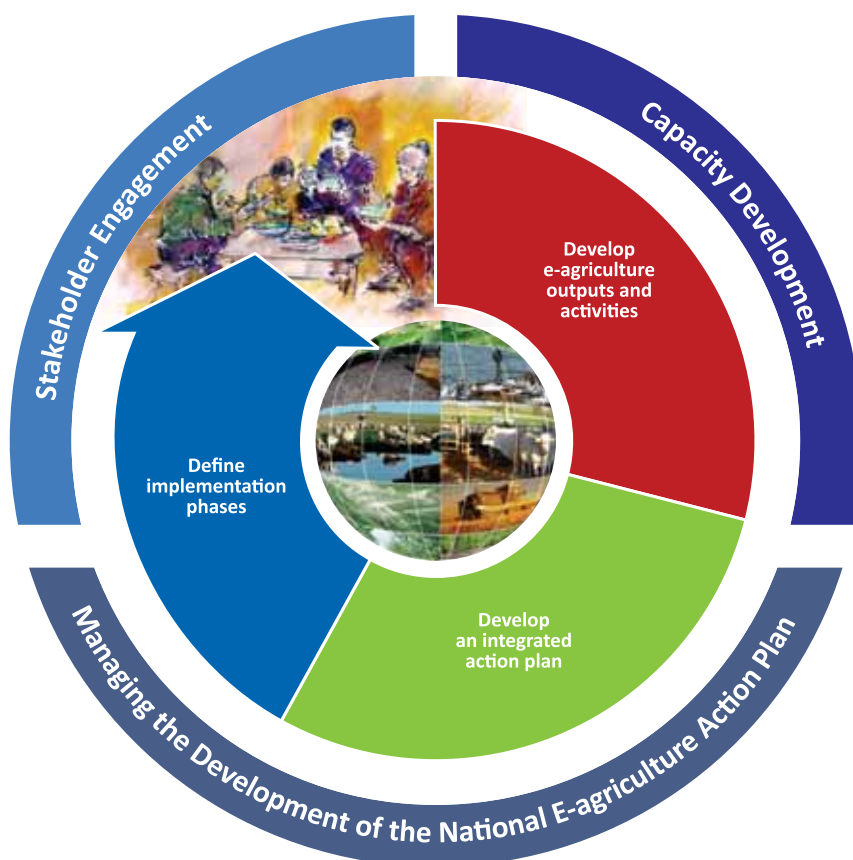 Stakeholder Engagement
Capacity Development
Develop
e-agriculture
outputs and
activities
Define
implementation
phases
Develop
an integrated
action plan
Managing the Development of the National E-agriculture Action Plan